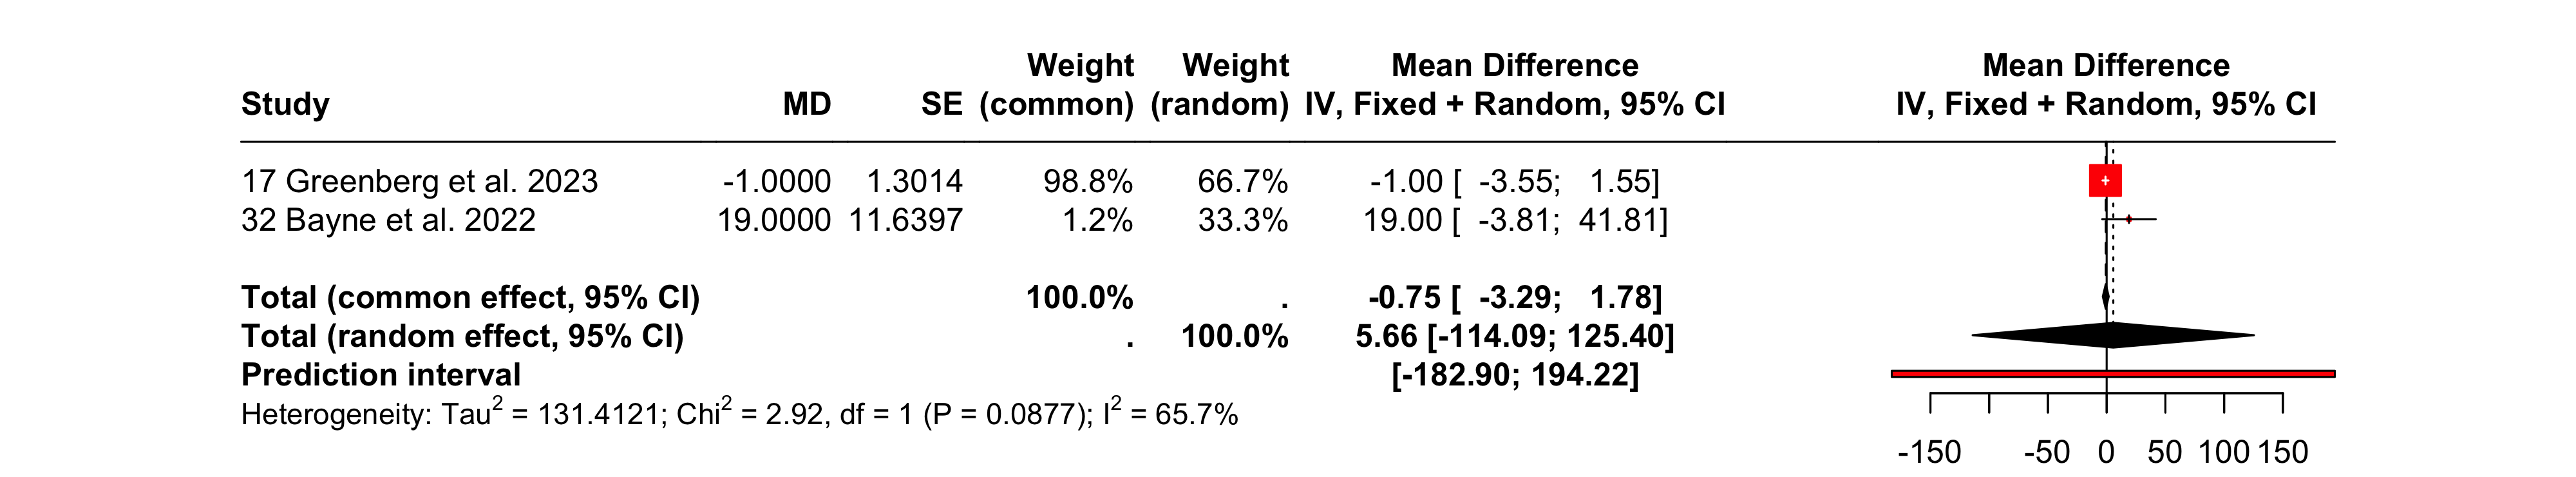 Weight Weight Mean Difference Mean Difference
Study MD SE (common) (random) IV, Fixed + Random, 95% CI IV, Fixed + Random, 95% CI
17 Greenberg et al. 2023 -1.0000 1.3014 98.8% 66.7% -1.00 [ -3.55; 1.55]
32 Bayne et al. 2022 19.0000 11.6397 1.2% 33.3% 19.00 [ -3.81; 41.81]
Total (common effect, 95% CI) 100.0% . -0.75 [ -3.29; 1.78]
Total (random effect, 95% CI) . 100.0% 5.66 [-114.09; 125.40]
Prediction interval [-182.90; 194.22]
Heterogeneity: Tau² = 131.4121; Chi² = 2.92, df = 1 (P = 0.0877); I² = 65.7%
-150 -50 0 50 100 150